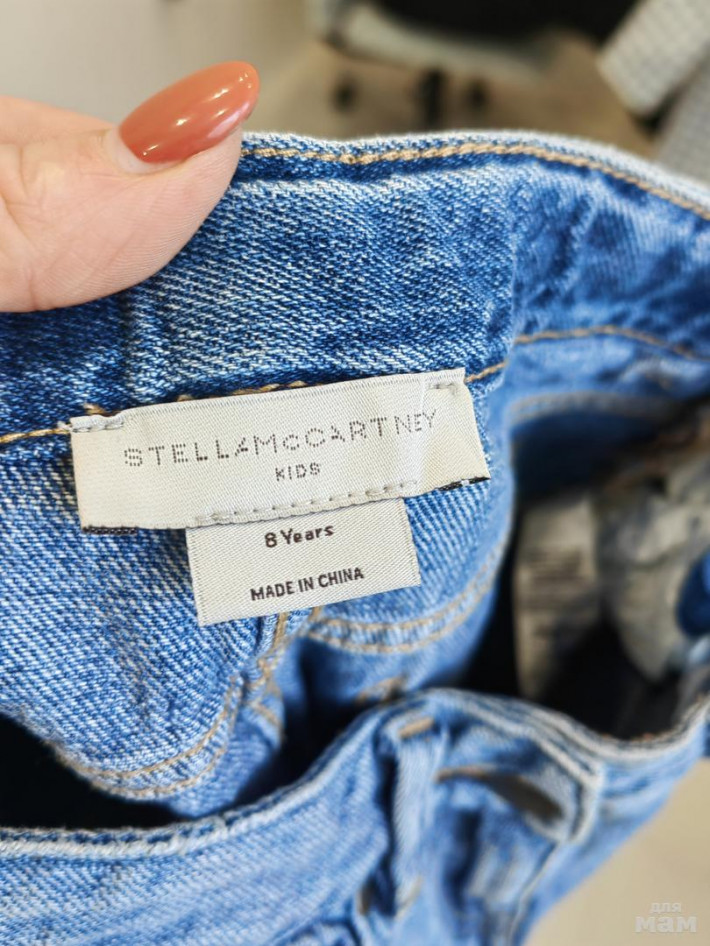 STELLAMcCARTNEY
KIDS
8 Years
MADE IN CHINA
для
мам